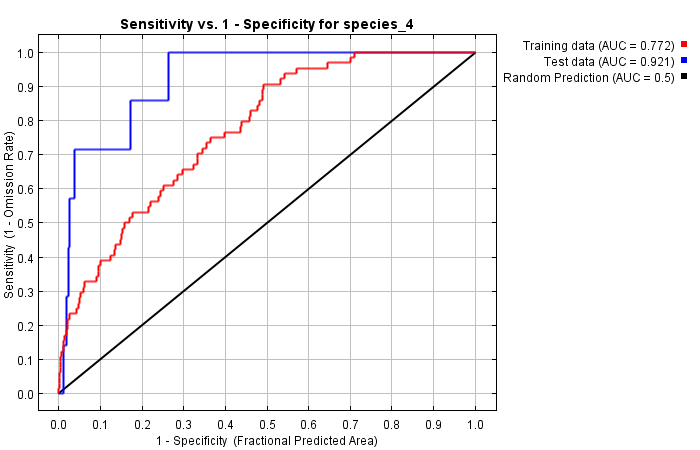 Sensitivity vs. 1 - Specificity for species_4
Training data (AUC = 0.772)
Test data (AUC = 0.921)
Random Prediction (AUC = 0.5)
Sensitivity (1 - Omission Rate)
1.0
0.9
0.8
0.7
0.6
0.5
0.4
0.3
0.2
0.1
0.0
0.0 0.1 0.2 0.3 0.4 0.5 0.6 0.7 0.8 0.9 1.0
1 - Specificity (Fractional Predicted Area)